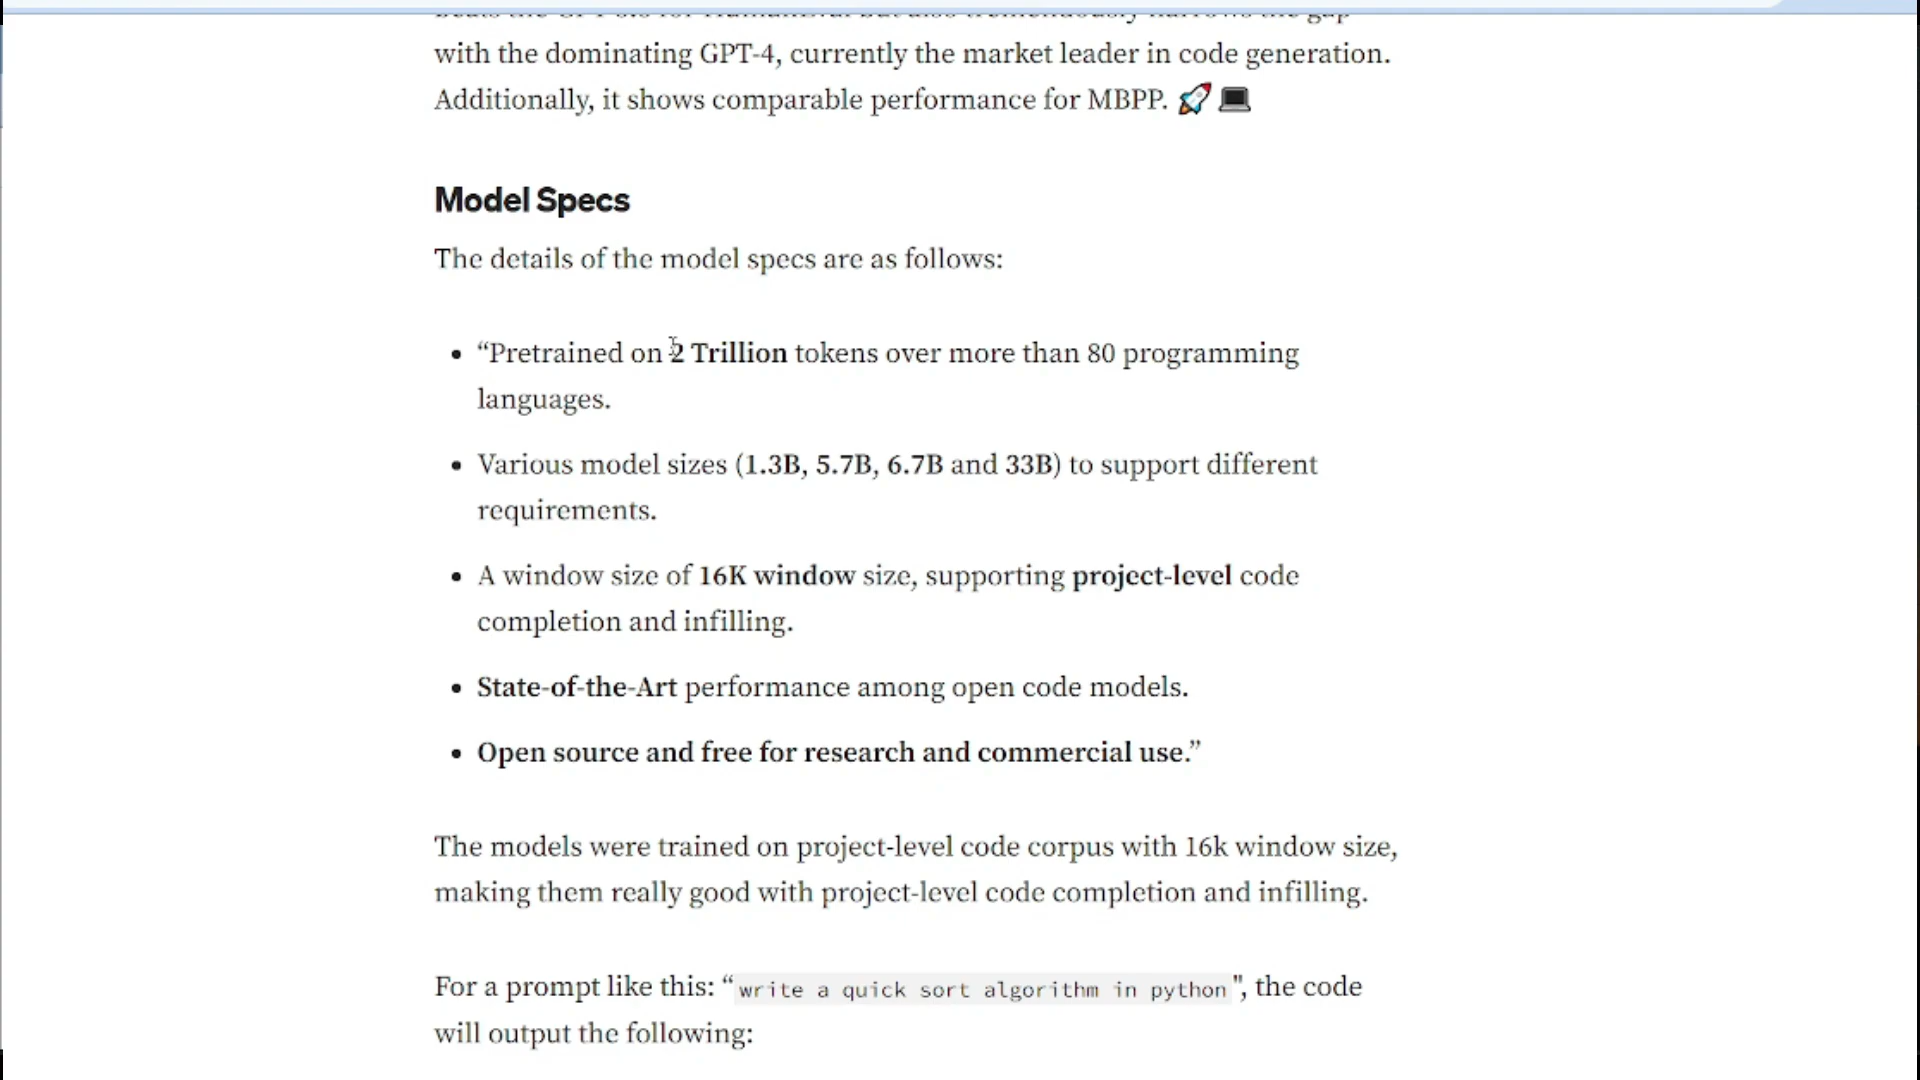 with the dominating GPT-4, currently the market leader in code generation.
Additionally, it shows comparable performance for MBPP. 🚀 💻
Model Specs
The details of the model specs are as follows:
• “Pretrained on 2 Trillion tokens over more than 80 programming
languages.
• Various model sizes (1.3B, 5.7B, 6.7B and 33B) to support different
requirements.
• A window size of 16K window size, supporting project-level code
completion and infilling.
• State-of-the-Art performance among open code models.
• Open source and free for research and commercial use.”
The models were trained on project-level code corpus with 16k window size,
making them really good with project-level code completion and infilling.
For a prompt like this: “write a quick sort algorithm in python", the code
will output the following: